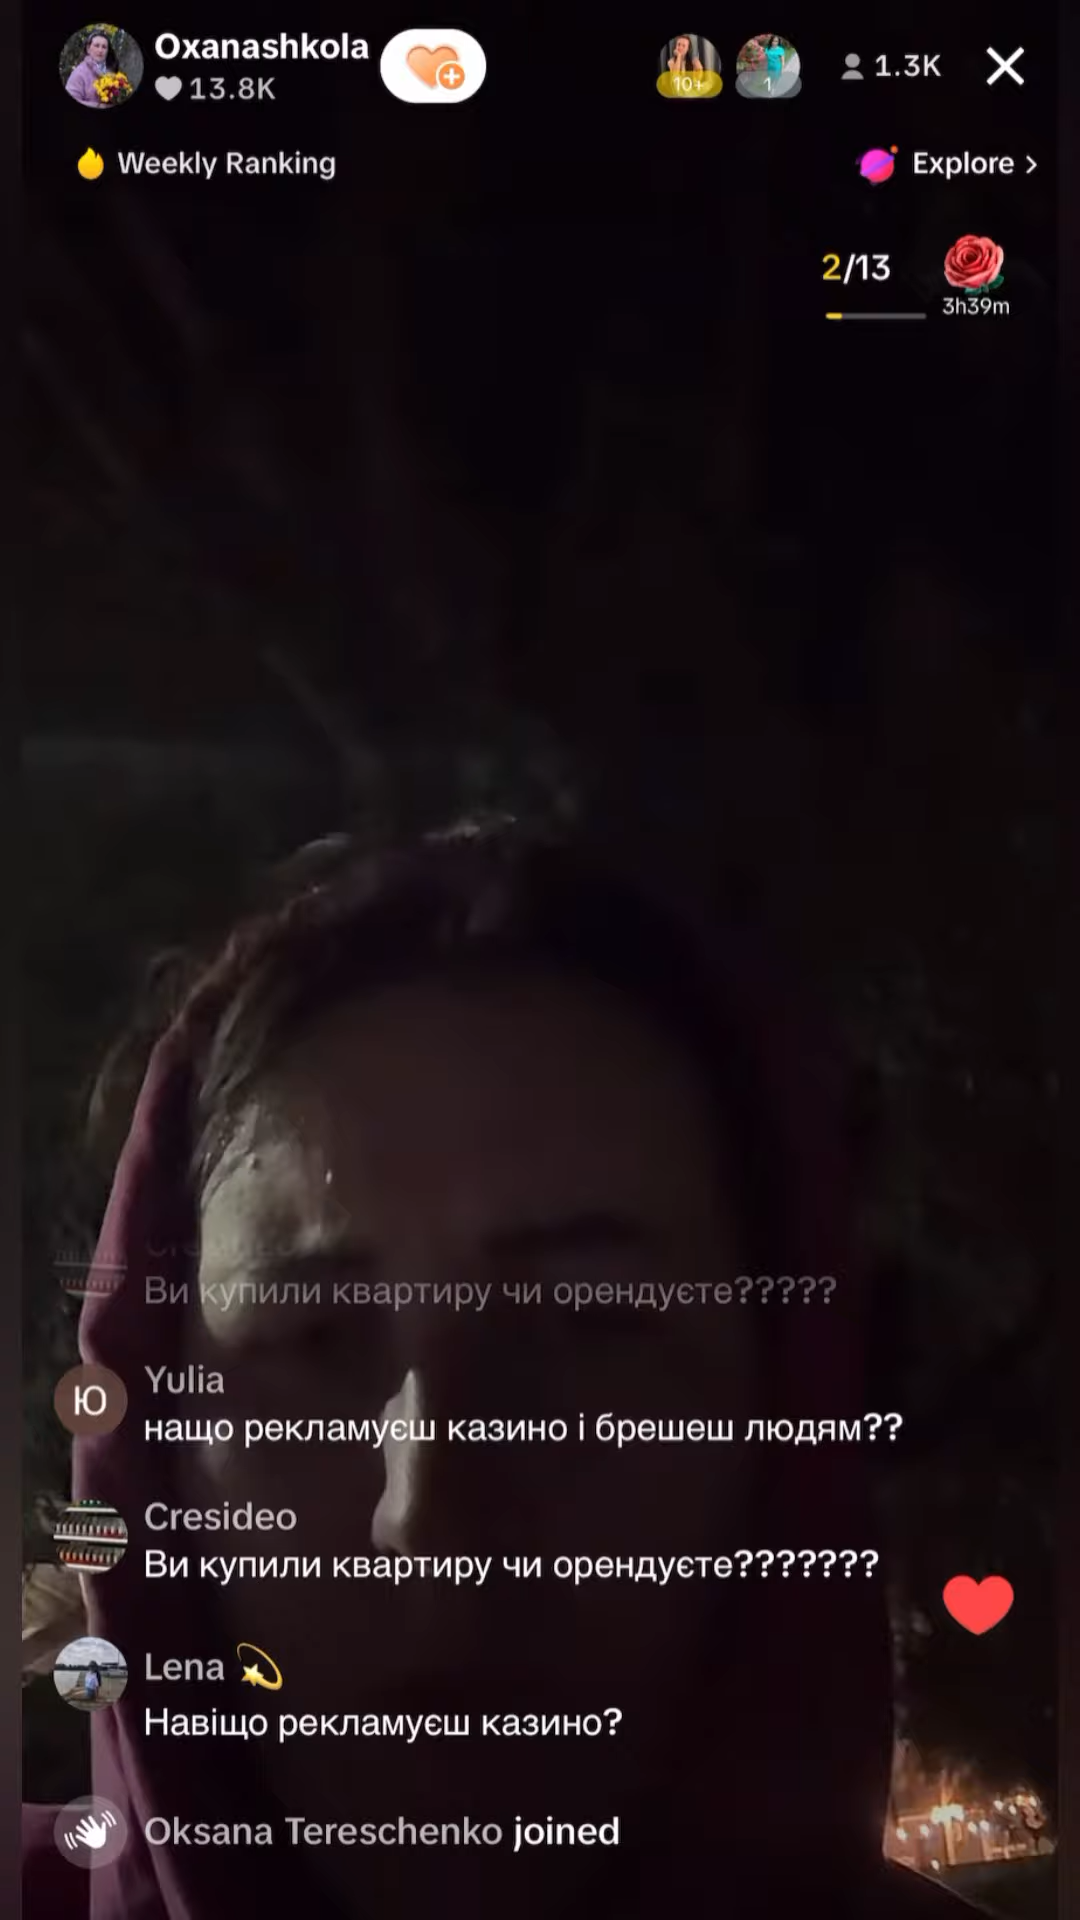 Oxanashkola
13.8K
10+
1
1.3K
Weekly Ranking
Explore >
2/13
3h39m
Ви купили квартиру чи орендуєте?????
Ю
Yulia
нащо рекламуєш казино і брешеш людям??
Cresideo
Ви купили квартиру чи орендуєте???????
Lena
Навіщо рекламуєш казино?
Oksana Tereschenko joined